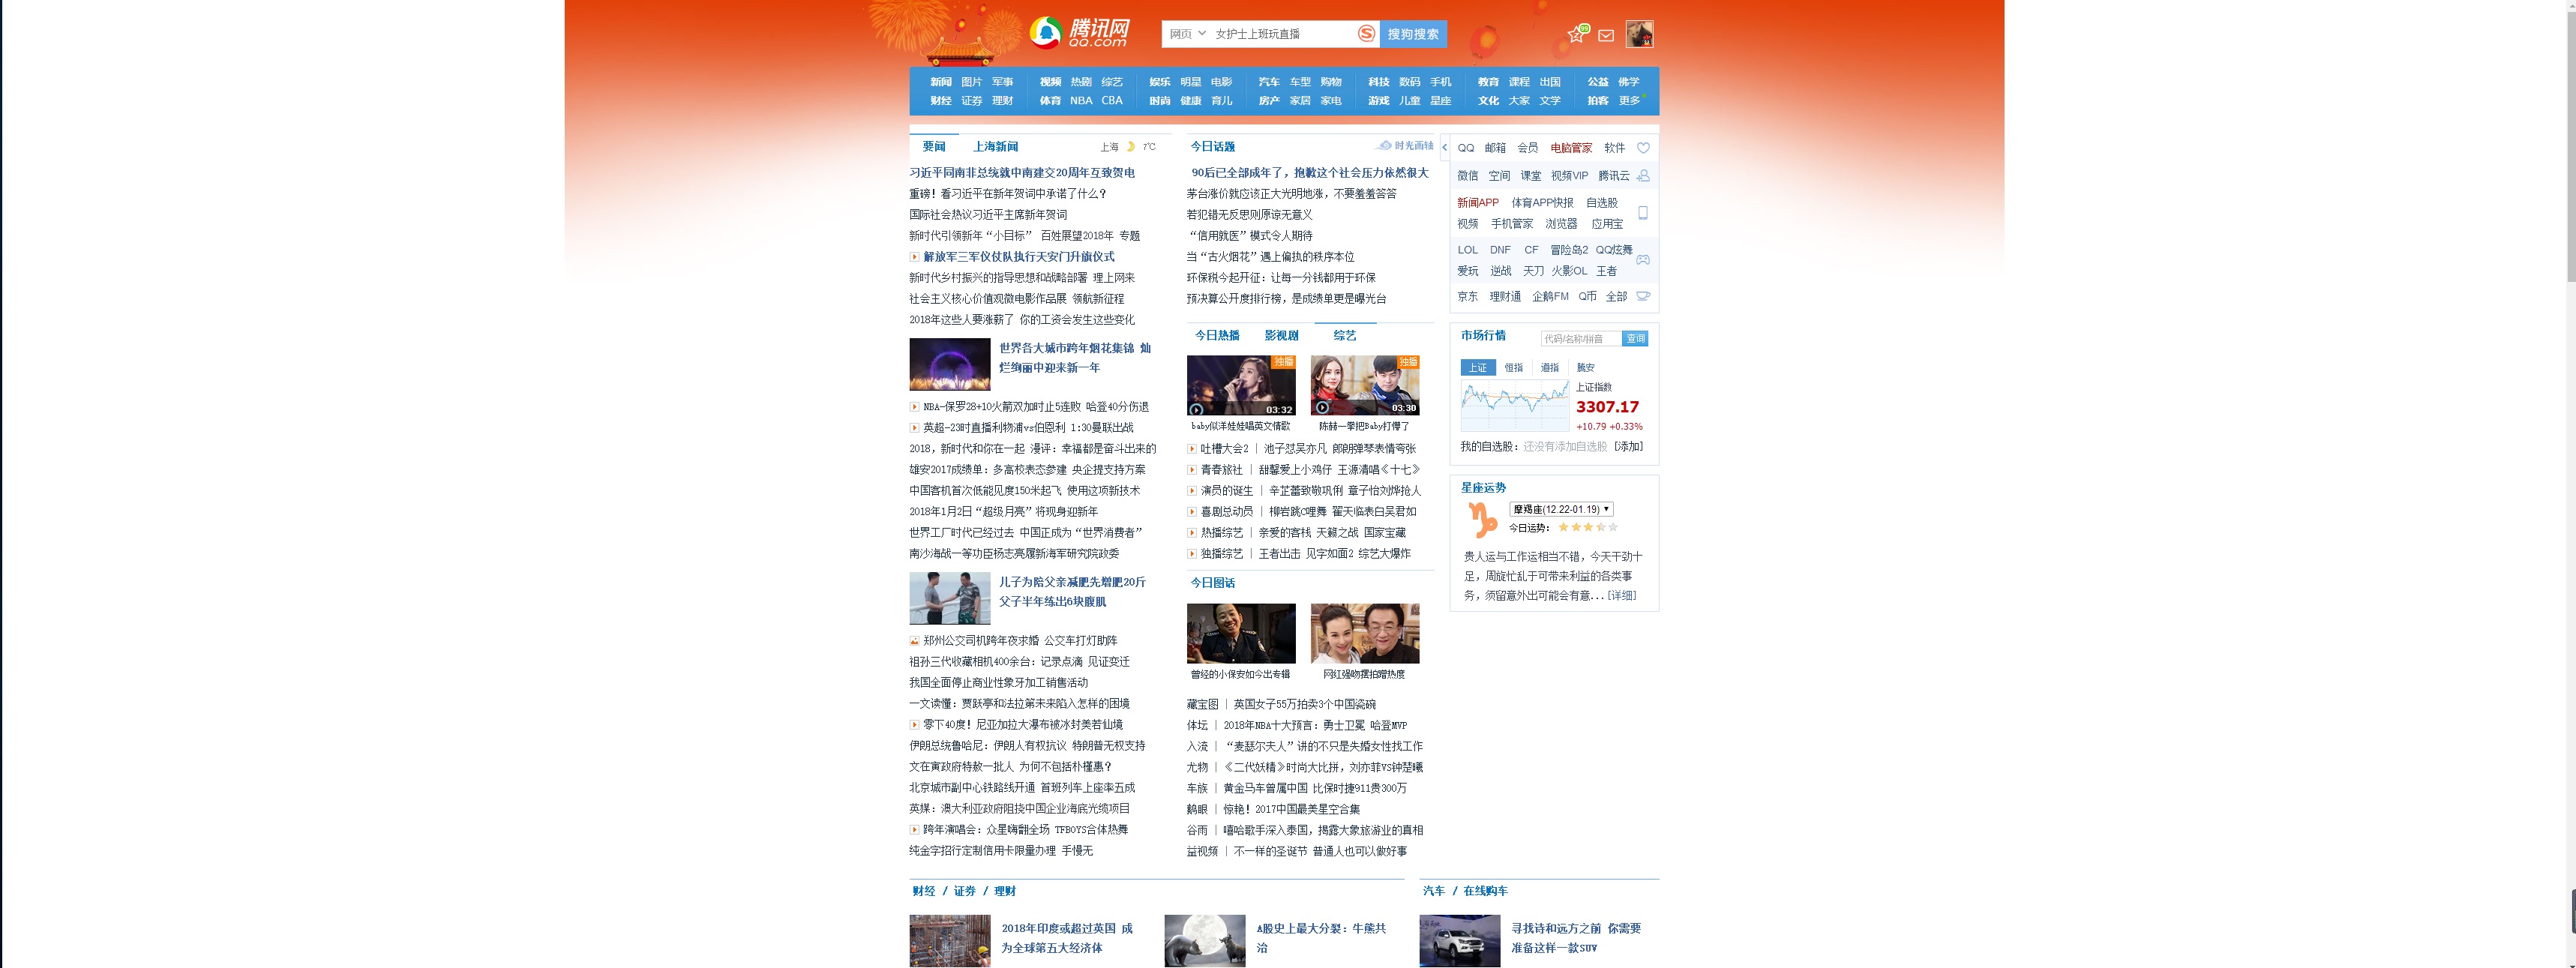 腾讯网
QQ.com
网页 女护士上班玩直播 搜狗搜索
新闻 图片 军事 视频 热剧 综艺 娱乐 明星 电影 汽车 车型 购物 科技 数码 手机 教育 课程 出国 公益 佛学
财经 证券 理财 体育 NBA CBA 时尚 健康 育儿 房产 家居 家电 游戏 儿童 星座 文化 大家 文学 拍客 更多
要闻 上海新闻 上海 7℃
习近平同南非总统就中南建交20周年互致贺电
重磅！看习近平在新年贺词中承诺了什么？
国际社会热议习近平主席新年贺词
新时代引领新年“小目标” 百姓展望2018年 专题
解放军三军仪仗队执行天安门升旗仪式
新时代乡村振兴的指导思想和战略部署 理上网来
社会主义核心价值观微电影作品展 领航新征程
2018年这些人要涨薪了 你的工资会发生这些变化
世界各大城市跨年烟花集锦 灿
烂绚丽中迎来新一年
NBA-保罗28+10火箭双加时止5连败 哈登40分伤退
英超-23时直播利物浦vs伯恩利 1:30曼联出战
2018，新时代和你在一起 漫评：幸福都是奋斗出来的
雄安2017成绩单：多高校表态参建 央企提支持方案
中国客机首次低能见度150米起飞 使用这项新技术
2018年1月2日“超级月亮”将现身迎新年
世界工厂时代已经过去 中国正成为“世界消费者”
南沙海战一等功臣杨志亮履新海军研究院政委
儿子为陪父亲减肥先增肥20斤
父子半年练出6块腹肌
郑州公交司机跨年夜求婚 公交车打灯助阵
祖孙三代收藏相机400余台：记录点滴 见证变迁
我国全面停止商业性象牙加工销售活动
一文读懂：贾跃亭和法拉第未来陷入怎样的困境
零下40度！尼亚加拉大瀑布被冰封美若仙境
伊朗总统鲁哈尼：伊朗人有权抗议 特朗普无权支持
文在寅政府特赦一批人 为何不包括朴槿惠？
北京城市副中心铁路线开通 首班列车上座率五成
英媒：澳大利亚政府阻挠中国企业海底光缆项目
跨年演唱会：众星嗨翻全场 TFBOYS合体热舞
纯金字招行定制信用卡限量办理 手慢无
今日话题 时光画轴
90后已全部成年了，抱歉这个社会压力依然很大
茅台涨价就应该正大光明地涨，不要羞羞答答
若犯错无反思则原谅无意义
“信用就医”模式令人期待
当“古火烟花”遇上偏执的秩序本位
环保税今起开征：让每一分钱都用于环保
预决算公开度排行榜，是成绩单更是曝光台
今日热播 影视剧 综艺
独播 独播
03:32 03:30
baby似洋娃娃唱英文情歌 陈赫一拳把Baby打懵了
吐槽大会2 | 池子怼吴亦凡 郎朗弹琴表情夸张
青春旅社 | 甜馨爱上小鸡仔 王源清唱《十七》
演员的诞生 | 辛芷蕾致敬巩俐 章子怡刘烨抢人
喜剧总动员 | 柳岩跳C哩舞 翟天临表白吴君如
热播综艺 | 亲爱的客栈 天籁之战 国家宝藏
独播综艺 | 王者出击 见字如面2 综艺大爆炸
今日图话
曾经的小保安如今出专辑 网红强吻摆拍蹭热度
藏宝图 | 英国女子55万拍卖3个中国瓷碗
体坛 | 2018年NBA十大预言：勇士卫冕 哈登MVP
入流 | “麦瑟尔夫人”讲的不只是失婚女性找工作
尤物 | 《二代妖精》时尚大比拼，刘亦菲VS钟楚曦
车族 | 黄金马车曾属中国 比保时捷911贵300万
鹅眼 | 惊艳！2017中国最美星空合集
谷雨 | 嘻哈歌手深入泰国，揭露大象旅游业的真相
益视频 | 不一样的圣诞节 普通人也可以做好事
QQ 邮箱 会员 电脑管家 软件
微信 空间 课堂 视频VIP 腾讯云
新闻APP 体育APP快报 自选股
视频 手机管家 浏览器 应用宝
LOL DNF CF 冒险岛2 QQ炫舞
爱玩 逆战 天刀 火影OL 王者
京东 理财通 企鹅FM Q币 全部
市场行情 代码/名称/拼音 查询
上证 恒指 道指 腾安
上证指数
3307.17
+10.79 +0.33%
我的自选股：还没有添加自选股 [添加]
星座运势
摩羯座(12.22-01.19)
今日运势：
贵人运与工作运相当不错，今天干劲十
足，周旋忙乱于可带来利益的各类事
务，须留意外出可能会有意...[详细]
财经 / 证券 / 理财
2018年印度或超过英国 成
为全球第五大经济体
A股史上最大分裂：牛熊共
治
汽车 / 在线购车
寻找诗和远方之前 你需要
准备这样一款SUV